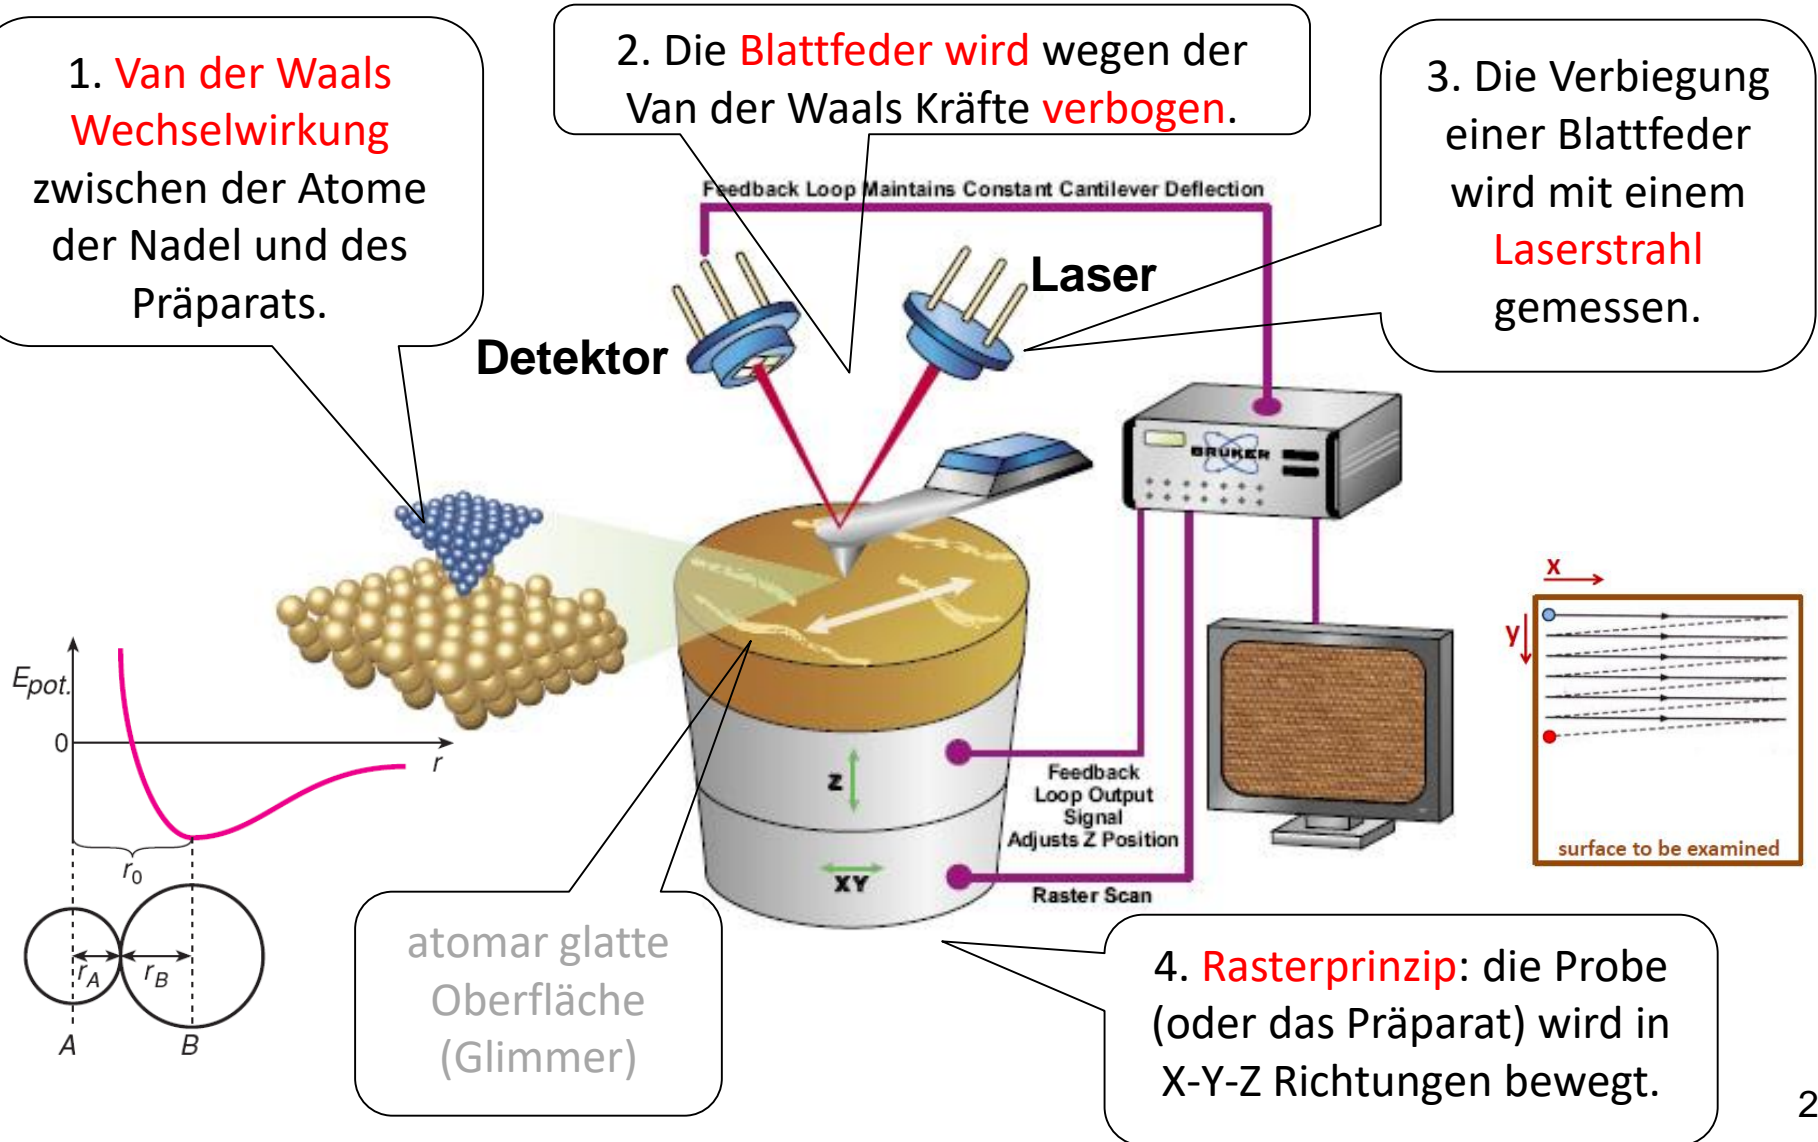 1. Van der Waals
Wechselwirkung
zwischen der Atome
der Nadel und des
Präparats.
2. Die Blattfeder wird wegen der
Van der Waals Kräfte verbogen.
3. Die Verbiegung
einer Blattfeder
wird mit einem
Laserstrahl
gemessen.
Feedback Loop Maintains Constant Cantilever Deflection
Laser
Detektor
BRUKER
x
y
surface to be examined
Epot.
0
r
r0
rA
rB
A
B
Z
XY
Feedback
Loop Output
Signal
Adjusts Z Position
Raster Scan
atomar glatte
Oberfläche
(Glimmer)
4. Rasterprinzip: die Probe
(oder das Präparat) wird in
X-Y-Z Richtungen bewegt.
2